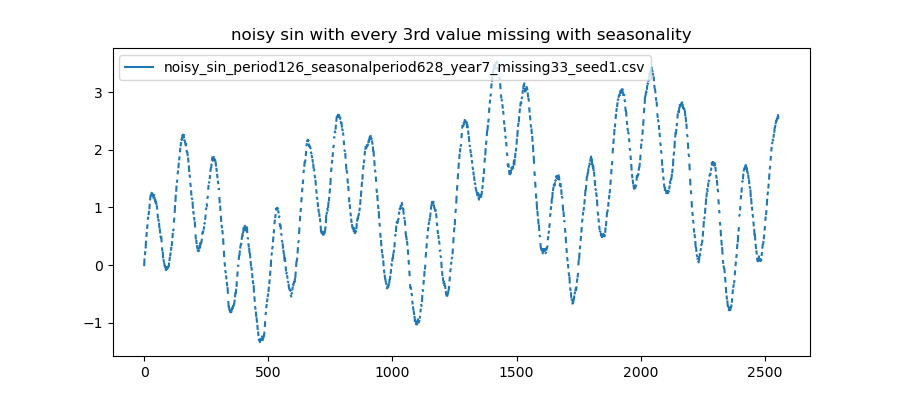 noisy sin with every 3rd value missing with seasonality
noisy_sin_period126_seasonalperiod628_year7_missing33_seed1.csv
3
2
1
0
−1
0 500 1000 1500 2000 2500